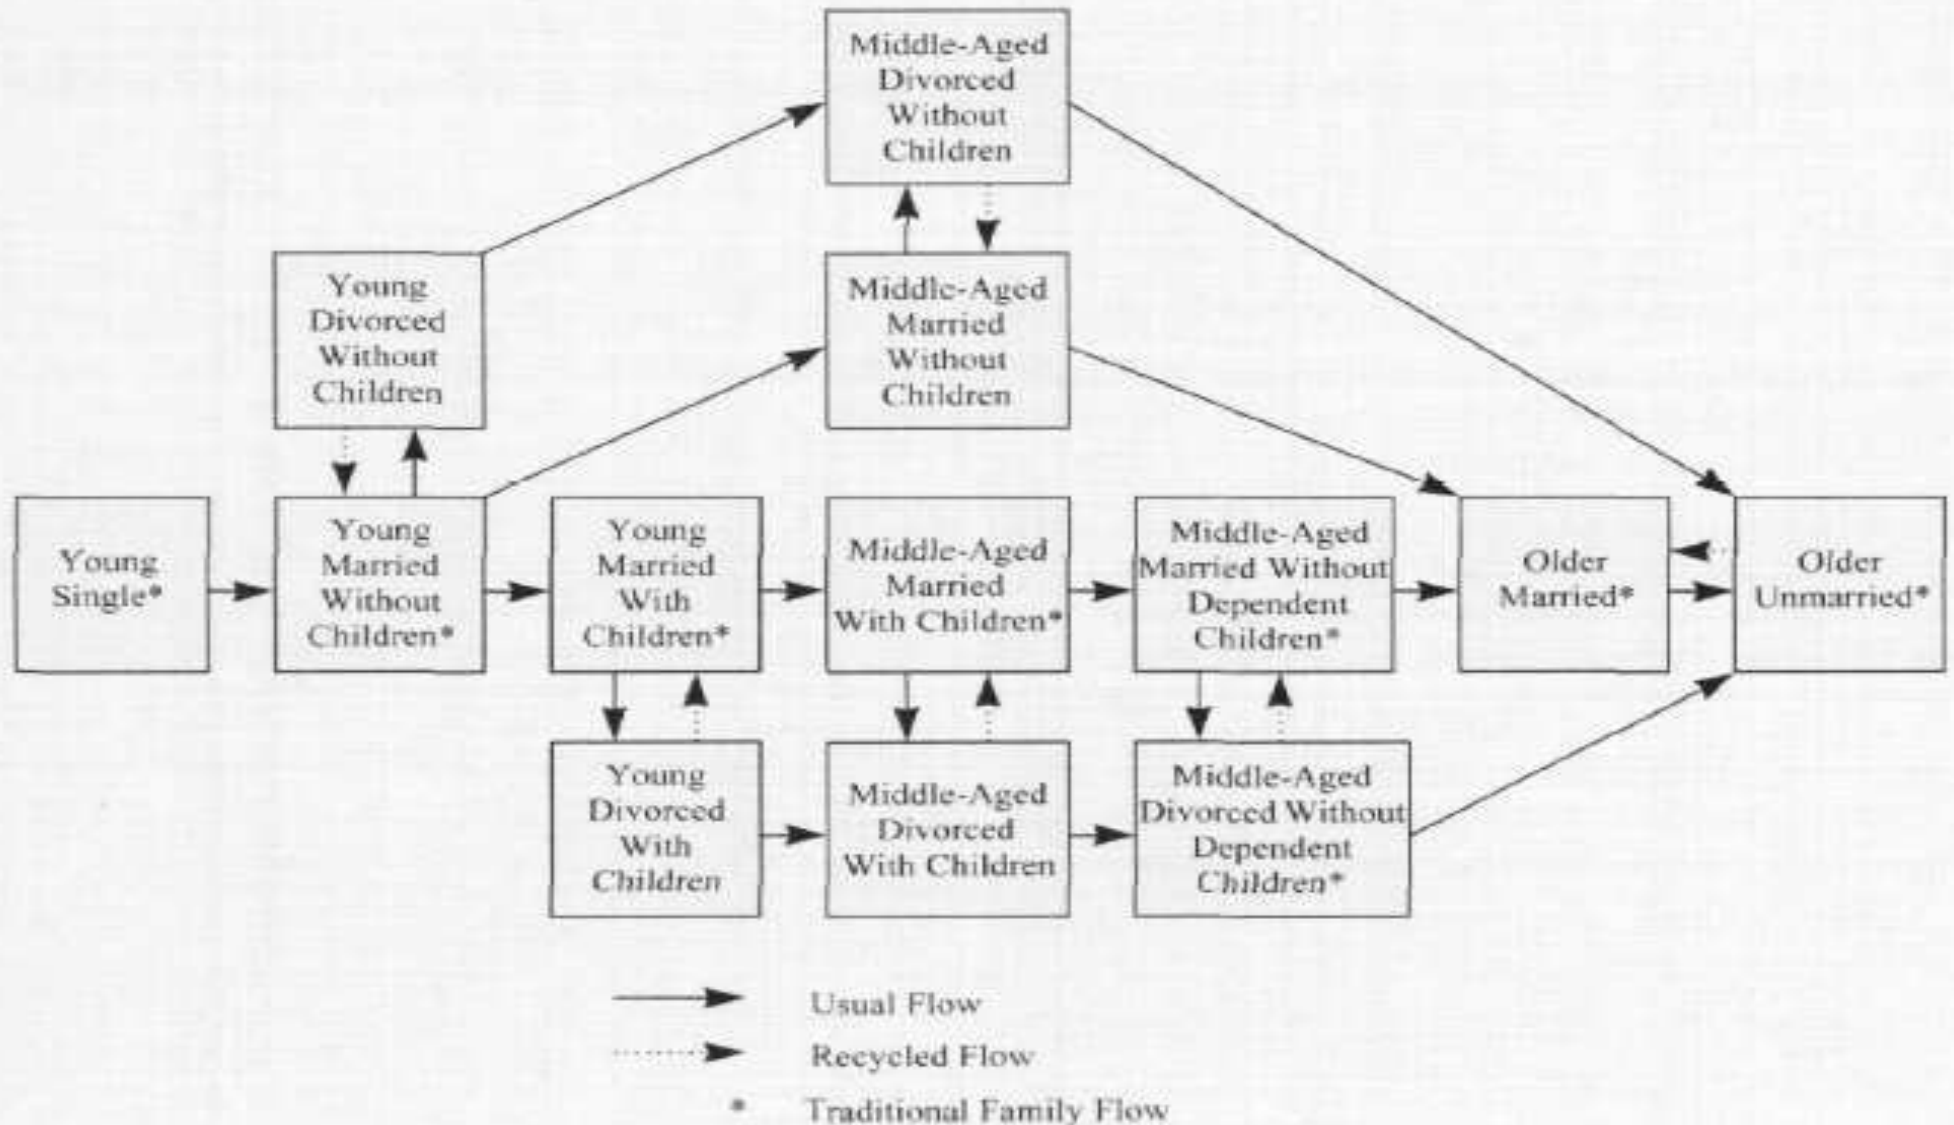 Middle-Aged
Divorced
Without
Children
Young
Divorced
Without
Children
Middle-Aged
Married
Without
Children
Young
Single*
Young
Married
Without
Children*
Young
Married
With
Children*
Middle-Aged
Married
With Children*
Middle-Aged
Married Without
Dependent
Children*
Older
Married*
Older
Unmarried*
Young
Divorced
With
Children
Middle-Aged
Divorced
With Children
Middle-Aged
Divorced Without
Dependent
Children*
Usual Flow
Recycled Flow
* Traditional Family Flow